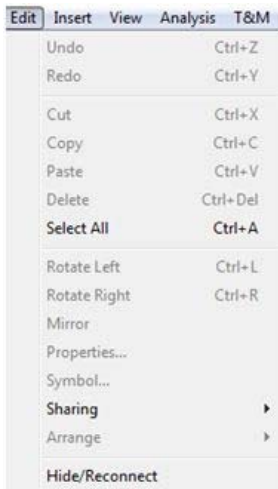 Edit Insert View Analysis T&M
Undo Ctrl+Z
Redo Ctrl+Y
Cut Ctrl+X
Copy Ctrl+C
Paste Ctrl+V
Delete Ctrl+Del
Select All Ctrl+A
Rotate Left Ctrl+L
Rotate Right Ctrl+R
Mirror
Properties...
Symbol...
Sharing
Arrange
Hide/Reconnect